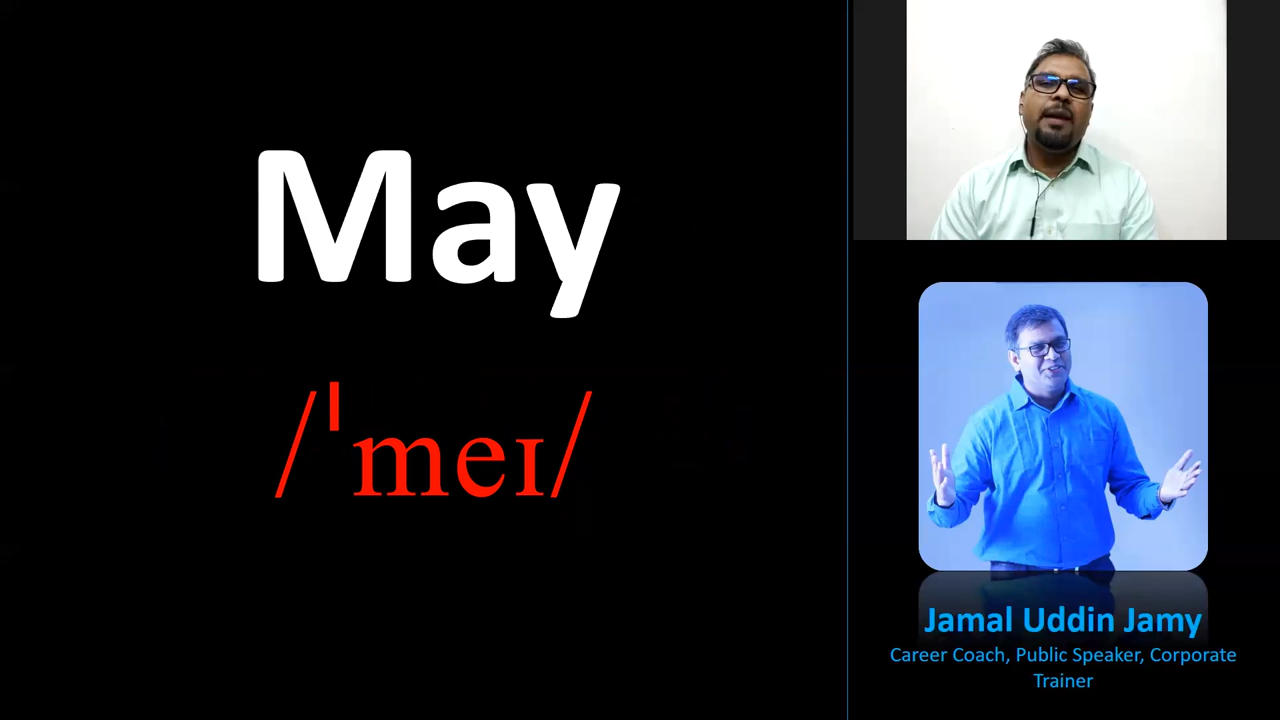 May
/ˈmeɪ/
Jamal Uddin Jamy
Career Coach, Public Speaker, Corporate
Trainer